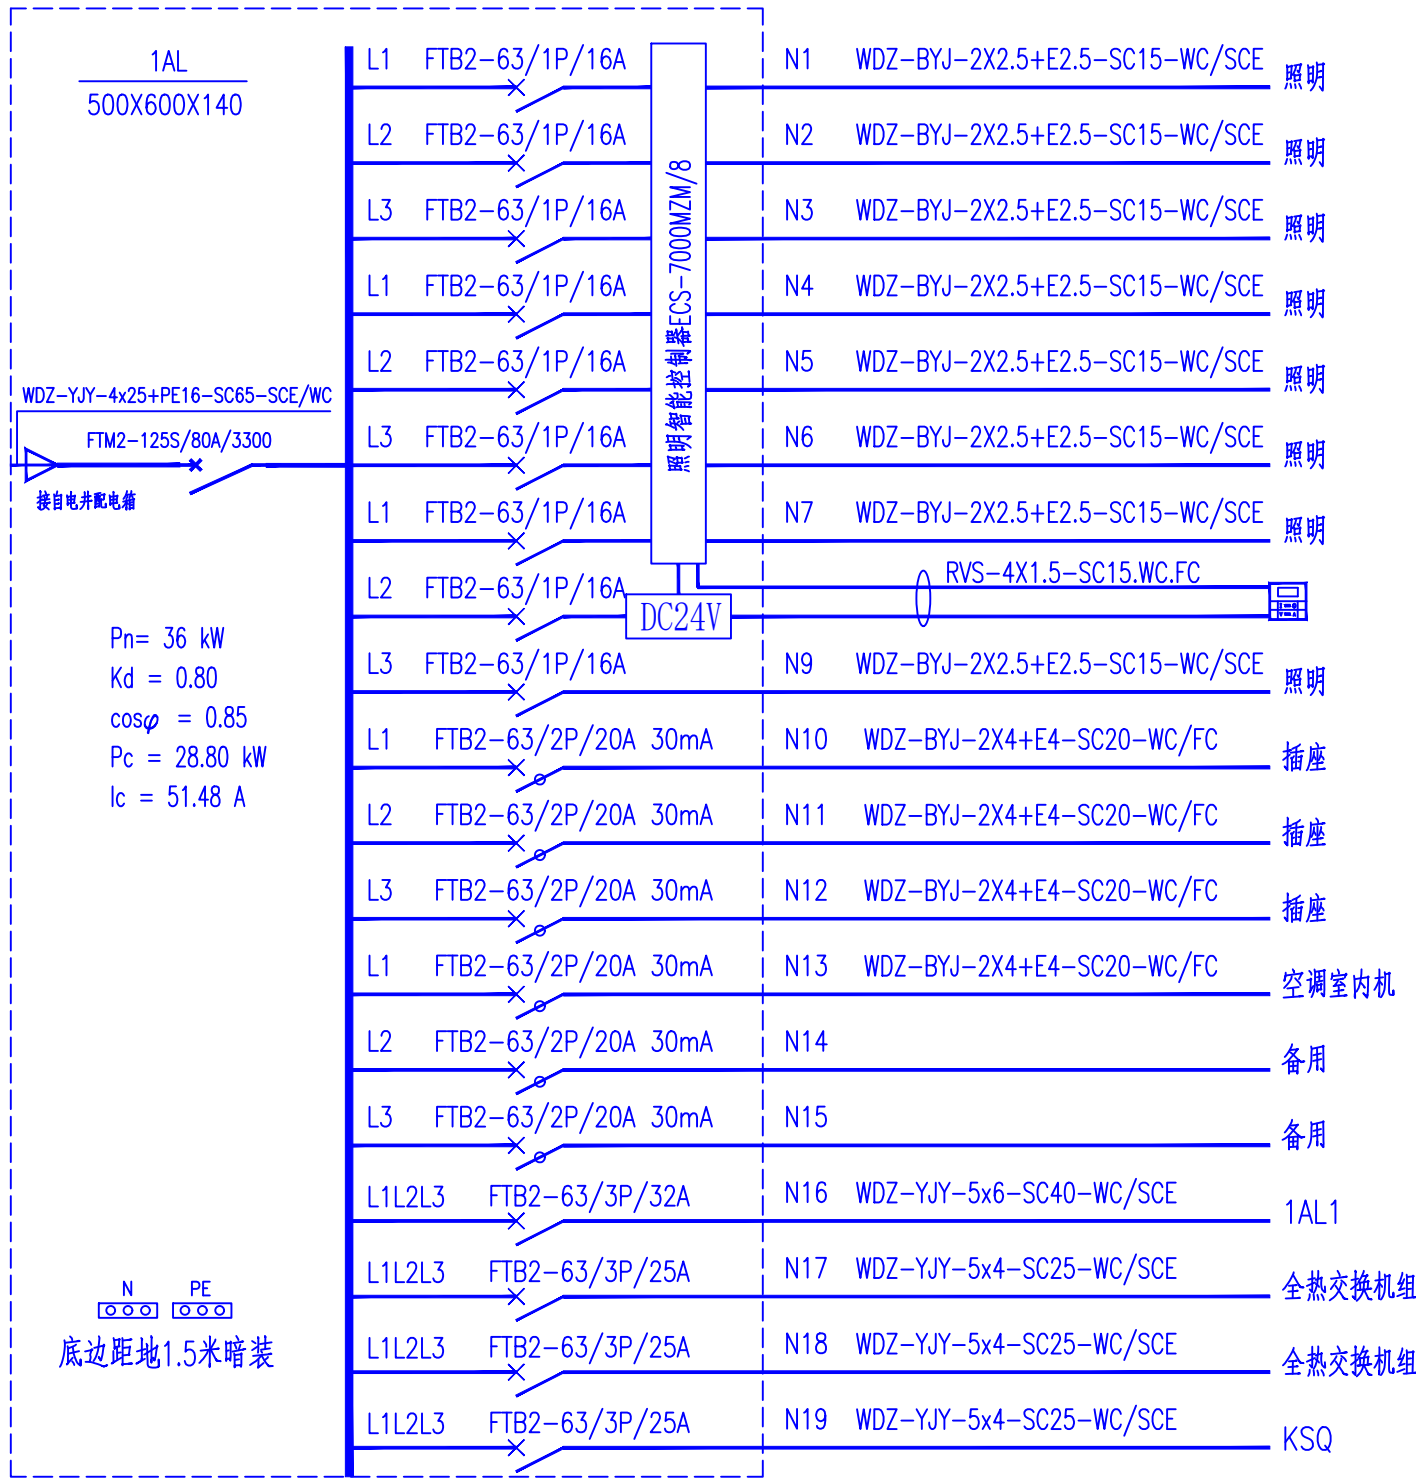 1AL
500X600X140
WDZ-YJY-4x25+PE16-SC65-SCE/WC
FTM2-125S/80A/3300
接自电井配电箱
Pn= 36 kW
Kd = 0.80
cosφ = 0.85
Pc = 28.80 kW
Ic = 51.48 A
N PE
底边距地1.5米暗装
L1 FTB2-63/1P/16A N1 WDZ-BYJ-2X2.5+E2.5-SC15-WC/SCE 照明
L2 FTB2-63/1P/16A N2 WDZ-BYJ-2X2.5+E2.5-SC15-WC/SCE 照明
L3 FTB2-63/1P/16A N3 WDZ-BYJ-2X2.5+E2.5-SC15-WC/SCE 照明
L1 FTB2-63/1P/16A N4 WDZ-BYJ-2X2.5+E2.5-SC15-WC/SCE 照明
L2 FTB2-63/1P/16A N5 WDZ-BYJ-2X2.5+E2.5-SC15-WC/SCE 照明
L3 FTB2-63/1P/16A N6 WDZ-BYJ-2X2.5+E2.5-SC15-WC/SCE 照明
L1 FTB2-63/1P/16A N7 WDZ-BYJ-2X2.5+E2.5-SC15-WC/SCE 照明
照明智能控制器ECS-7000MZM/8
L2 FTB2-63/1P/16A DC24V RVS-4X1.5-SC15.WC.FC
L3 FTB2-63/1P/16A N9 WDZ-BYJ-2X2.5+E2.5-SC15-WC/SCE 照明
L1 FTB2-63/2P/20A 30mA N10 WDZ-BYJ-2X4+E4-SC20-WC/FC 插座
L2 FTB2-63/2P/20A 30mA N11 WDZ-BYJ-2X4+E4-SC20-WC/FC 插座
L3 FTB2-63/2P/20A 30mA N12 WDZ-BYJ-2X4+E4-SC20-WC/FC 插座
L1 FTB2-63/2P/20A 30mA N13 WDZ-BYJ-2X4+E4-SC20-WC/FC 空调室内机
L2 FTB2-63/2P/20A 30mA N14 备用
L3 FTB2-63/2P/20A 30mA N15 备用
L1L2L3 FTB2-63/3P/32A N16 WDZ-YJY-5x6-SC40-WC/SCE 1AL1
L1L2L3 FTB2-63/3P/25A N17 WDZ-YJY-5x4-SC25-WC/SCE 全热交换机组
L1L2L3 FTB2-63/3P/25A N18 WDZ-YJY-5x4-SC25-WC/SCE 全热交换机组
L1L2L3 FTB2-63/3P/25A N19 WDZ-YJY-5x4-SC25-WC/SCE KSQ